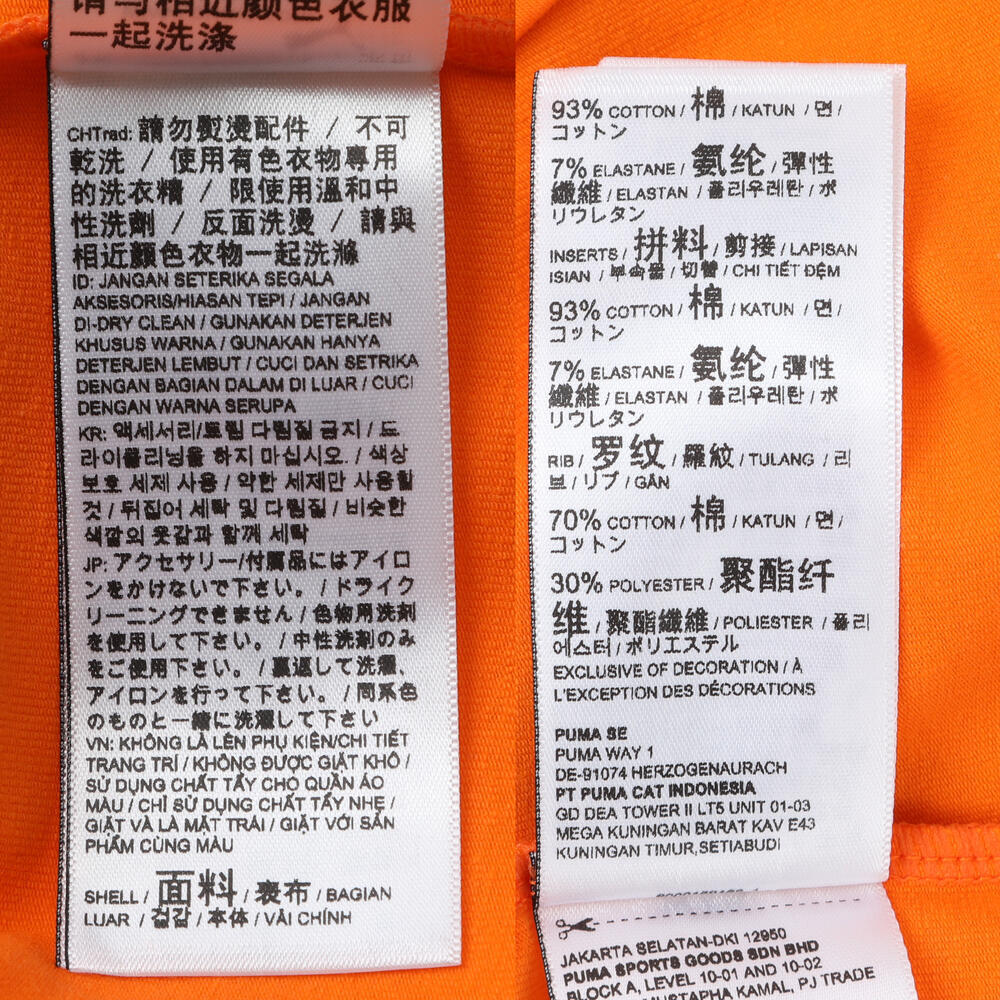 请与相近颜色衣服
一起洗涤
CHTrad: 請勿熨燙配件 / 不可
乾洗 / 使用有色衣物專用
的洗衣精 / 限使用溫和中
性洗劑 / 反面洗燙 / 請與
相近顏色衣物一起洗滌
ID: JANGAN SETERIKA SEGALA
AKSESORIS/HIASAN TEPI / JANGAN
DI-DRY CLEAN / GUNAKAN DETERJEN
KHUSUS WARNA / GUNAKAN HANYA
DETERJEN LEMBUT / CUCI DAN SETRIKA
DENGAN BAGIAN DALAM DI LUAR / CUCI
DENGAN WARNA SERUPA
KR: 액세서리/트림 다림질 금지 / 드
라이클리닝을 하지 마십시오. / 색상
보호 세제 사용 / 약한 세제만 사용할
것 / 뒤집어 세탁 및 다림질 / 비슷한
색깔의 옷감과 함께 세탁
JP: アクセサリー/付属品にはアイロ
ンをかけないで下さい。 / ドライク
リーニングできません / 色物用洗剤
を使用して下さい。 / 中性洗剤のみ
をご使用下さい。 / 裏返して洗濯、
アイロンを行って下さい。 / 同系色
のものと一緒に洗濯して下さい
VN: KHÔNG LÀ LÊN PHỤ KIỆN/CHI TIẾT
TRANG TRÍ / KHÔNG ĐƯỢC GIẶT KHÔ /
SỬ DỤNG CHẤT TẨY CHO QUẦN ÁO
MÀU / CHỈ SỬ DỤNG CHẤT TẨY NHẸ /
GIẶT VÀ LÀ MẶT TRÁI / GIẶT VỚI SẢN
PHẨM CÙNG MÀU
SHELL / 面料 / 表布 / BAGIAN
LUAR / 겉감 / 本体 / VẢI CHÍNH
93% COTTON / 棉 / KATUN / 면 /
コットン
7% ELASTANE / 氨纶 / 彈性
纖維 / ELASTAN / 폴리우레탄 / ポ
リウレタン
INSERTS / 拼料 / 剪接 / LAPISAN
ISIAN / 부속물 / 切替 / CHI TIẾT ĐỆM
93% COTTON / 棉 / KATUN / 면 /
コットン
7% ELASTANE / 氨纶 / 彈性
纖維 / ELASTAN / 폴리우레탄 / ポ
リウレタン
RIB / 罗纹 / 羅紋 / TULANG / 리
브 / リブ / GÂN
70% COTTON / 棉 / KATUN / 면 /
コットン
30% POLYESTER / 聚酯纤
维 / 聚酯纖維 / POLIESTER / 폴리
에스터 / ポリエステル
EXCLUSIVE OF DECORATION / À
L'EXCEPTION DES DÉCORATIONS
PUMA SE
PUMA WAY 1
DE-91074 HERZOGENAURACH
PT PUMA CAT INDONESIA
GD DEA TOWER II LT5 UNIT 01-03
MEGA KUNINGAN BARAT KAV E43
KUNINGAN TIMUR,SETIABUDI
JAKARTA SELATAN-DKI 12950
PUMA SPORTS GOODS SDN BHD
BLOCK A, LEVEL 10-01 AND 10-02
MUSTAPHA KAMAL, PJ TRADE